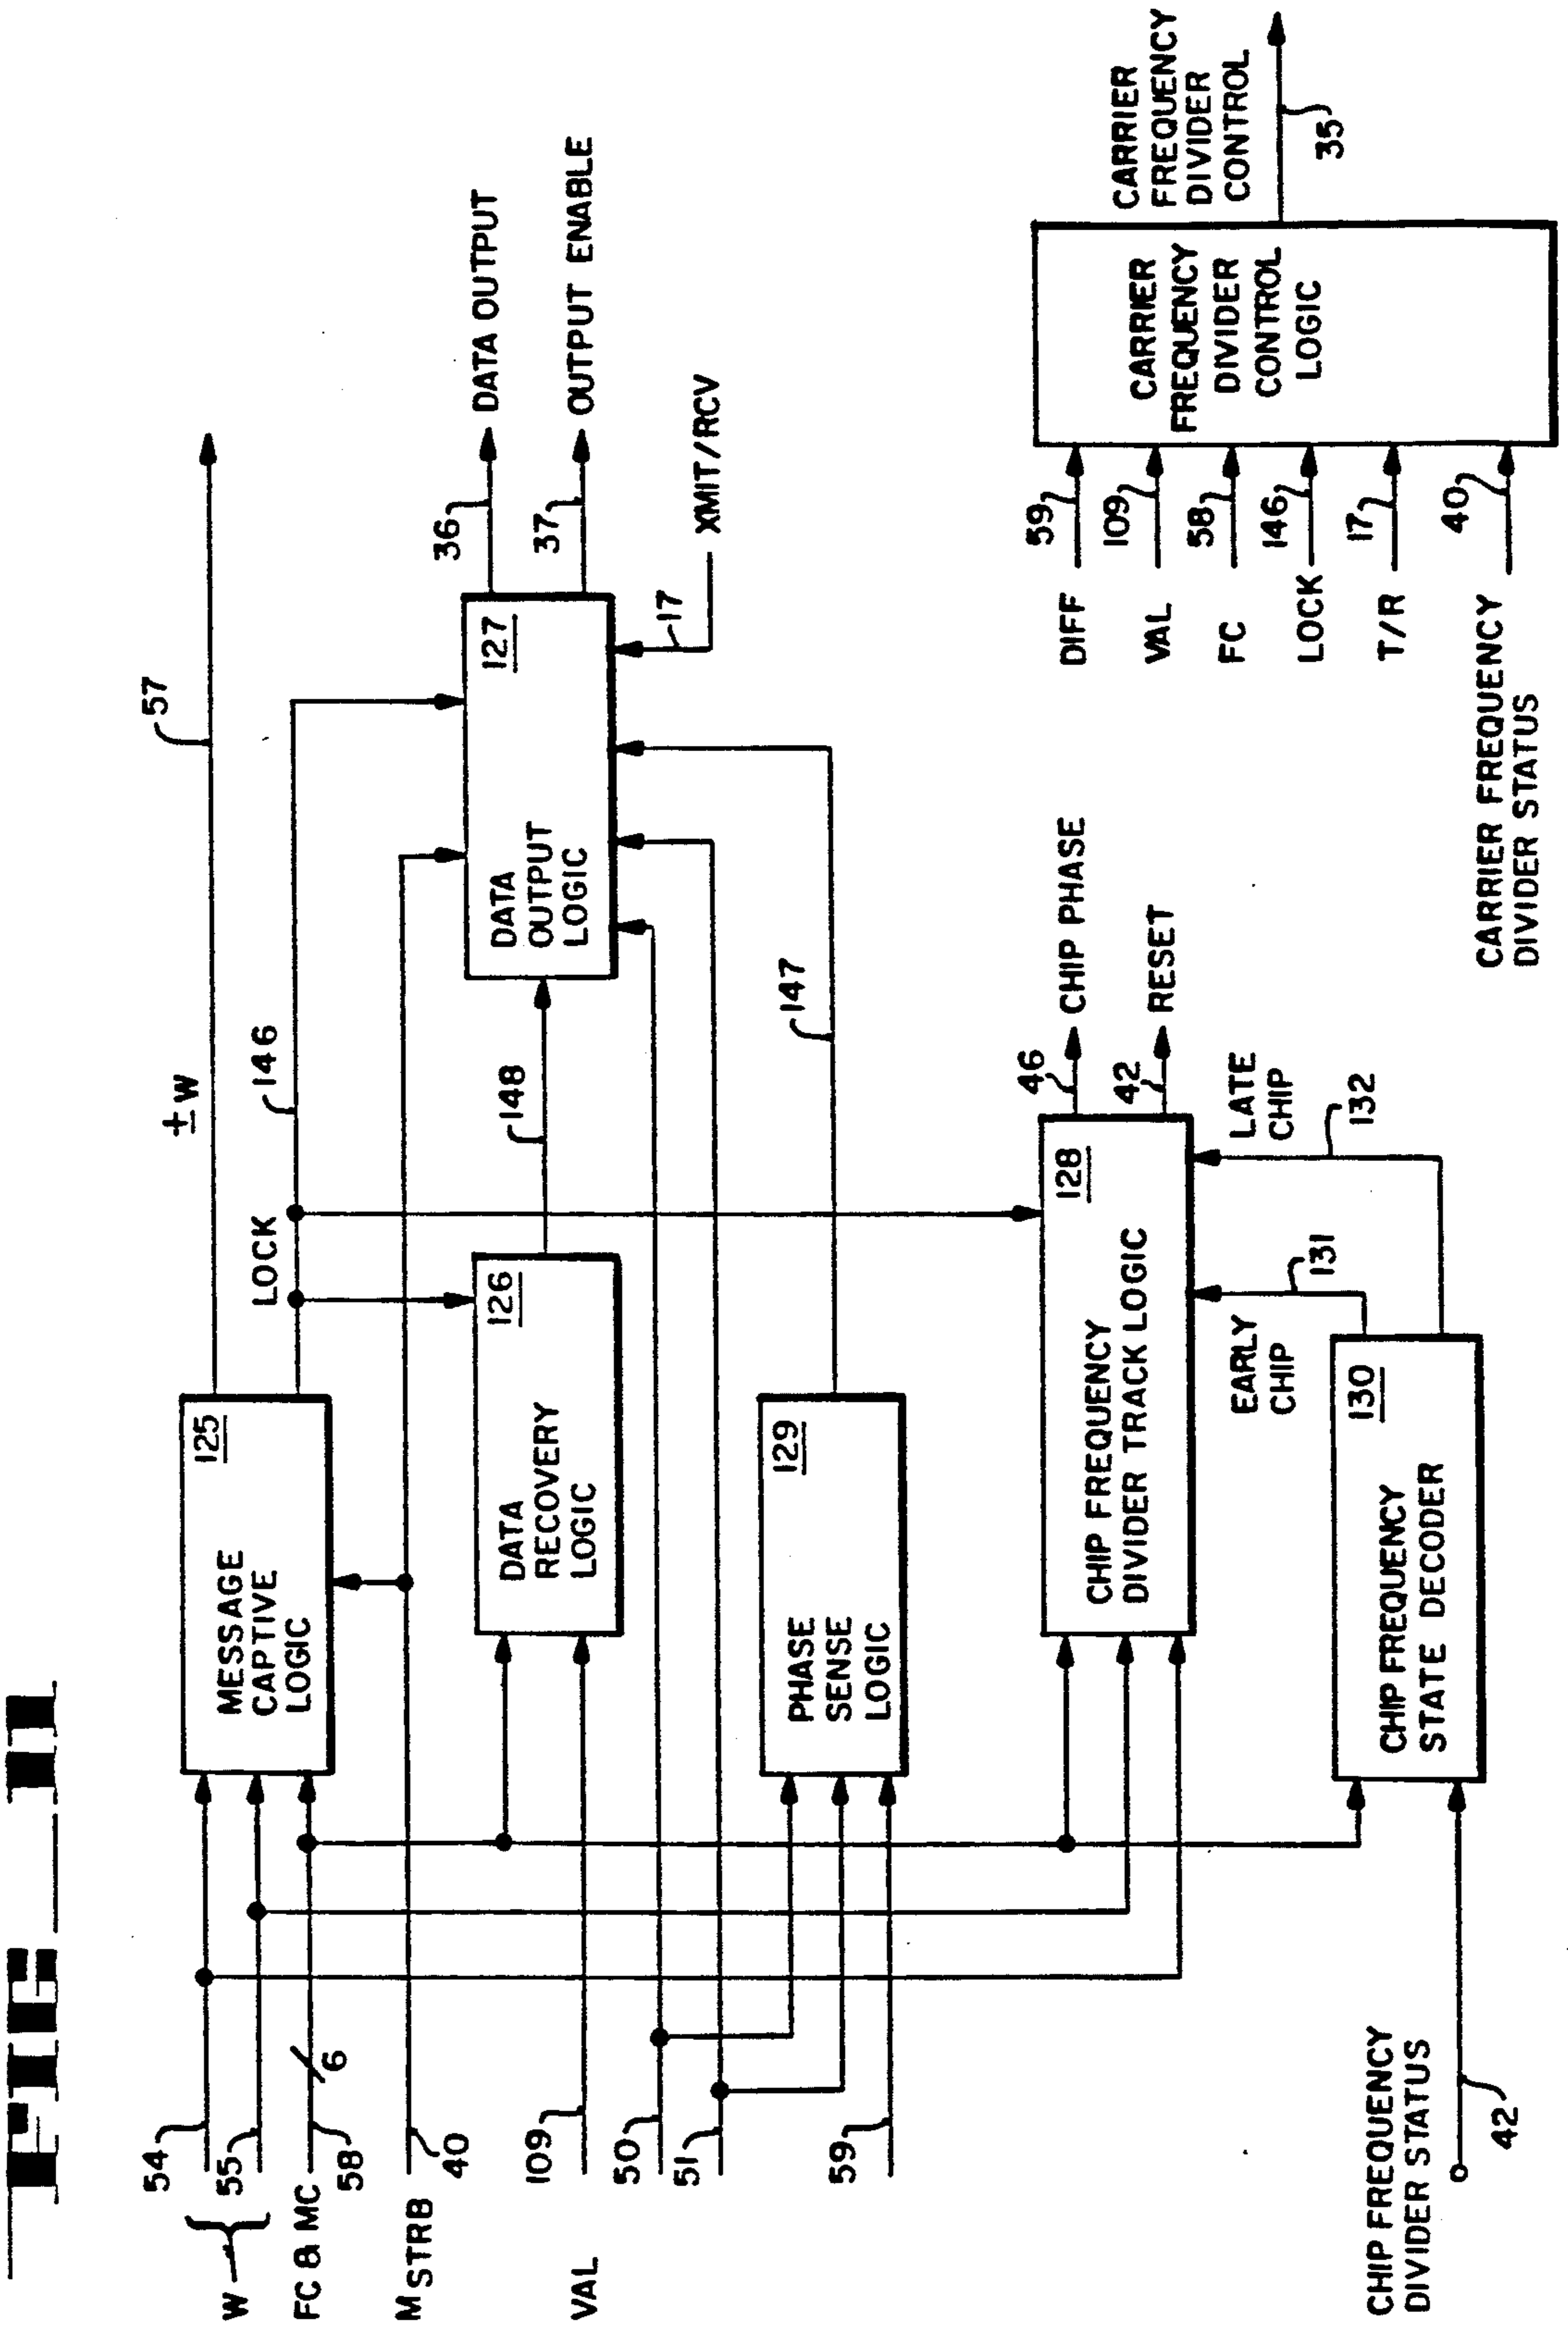 57
54
125
±W
W
55
MESSAGE
CAPTIVE
LOGIC
LOCK
146
FC & MC
58
6
MSTRB
40
36
DATA OUTPUT
109
VAL
126
DATA
RECOVERY
LOGIC
148
127
DATA
OUTPUT
LOGIC
37
OUTPUT ENABLE
50
51
17
XMIT/RCV
59
129
PHASE
SENSE
LOGIC
147
128
CHIP FREQUENCY
DIVIDER TRACK LOGIC
46
CHIP PHASE
42
RESET
EARLY
CHIP
131
LATE
CHIP
132
130
CHIP FREQUENCY
STATE DECODER
CHIP FREQUENCY
DIVIDER STATUS
42
DIFF
59
VAL
109
FC
58
LOCK
146
T/R
17
CARRIER FREQUENCY
DIVIDER STATUS
40
CARRIER
FREQUENCY
DIVIDER
CONTROL
LOGIC
CARRIER
FREQUENCY
DIVIDER
CONTROL
35